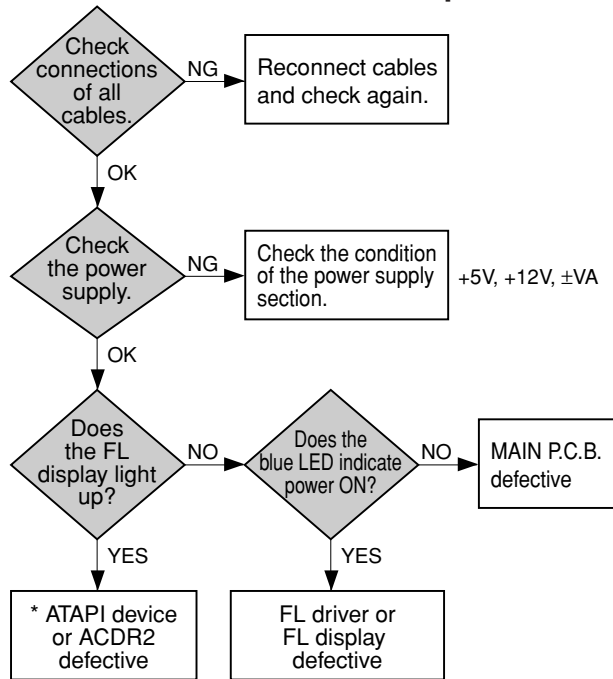 Check
connections
of all
cables.
NG
Reconnect cables
and check again.
OK
Check
the power
supply.
NG
Check the condition
of the power supply
section.
+5V, +12V, ±VA
OK
Does
the FL
display light
up?
NO
Does the
blue LED indicate
power ON?
NO
MAIN P.C.B.
defective
YES
* ATAPI device
or ACDR2
defective
YES
FL driver or
FL display
defective